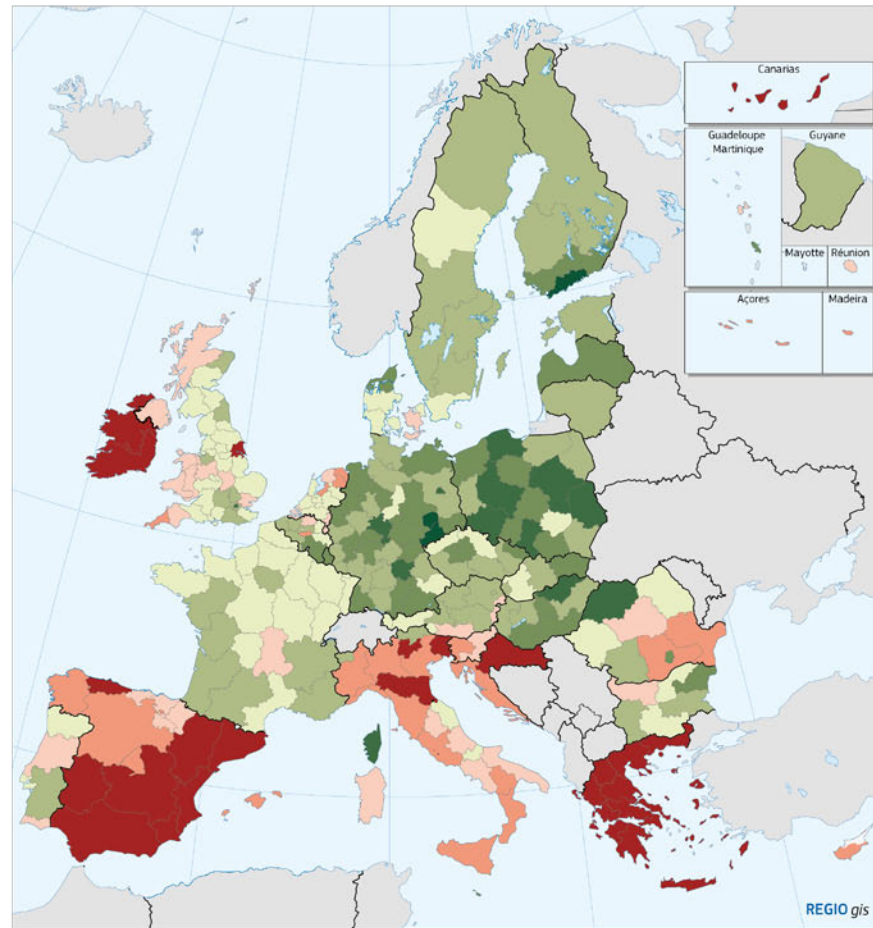 Canarias
Guadeloupe
Martinique
Guyane
Mayotte
Réunion
Açores
Madeira
REGIO gis